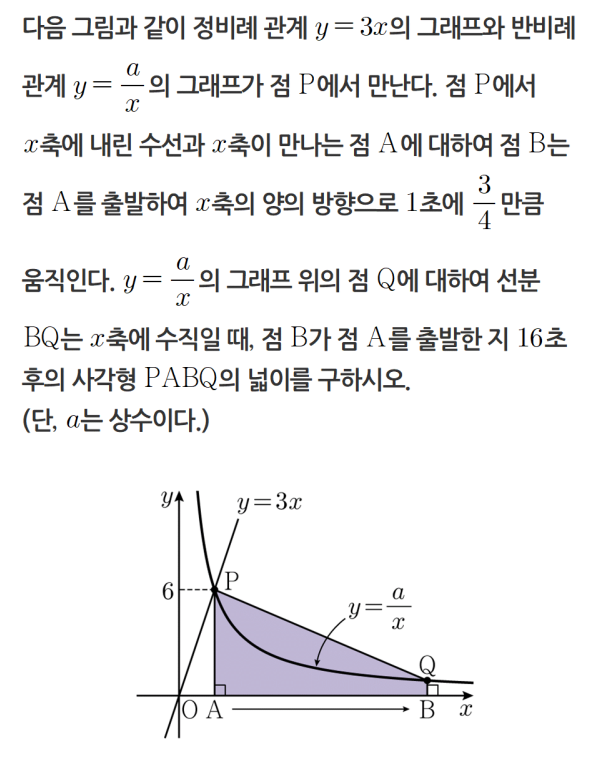 다음 그림과 같이 정비례 관계 y = 3x의 그래프와 반비례
관계 y = a/x 의 그래프가 점 P에서 만난다. 점 P에서
x축에 내린 수선과 x축이 만나는 점 A에 대하여 점 B는
점 A를 출발하여 x축의 양의 방향으로 1초에 3/4 만큼
움직인다. y = a/x 의 그래프 위의 점 Q에 대하여 선분
BQ는 x축에 수직일 때, 점 B가 점 A를 출발한 지 16초
후의 사각형 PABQ의 넓이를 구하시오.
(단, a는 상수이다.)
y
y = 3x
6
P
y = a/x
Q
O
A
B
x